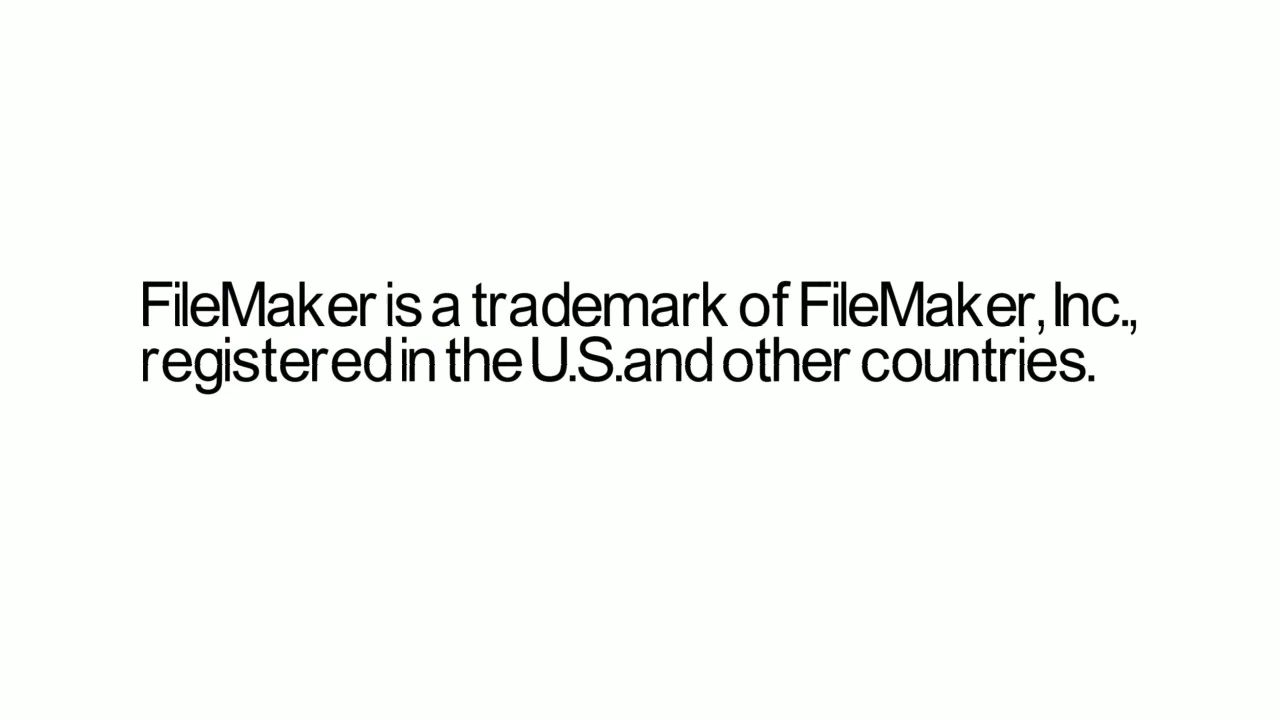 FileMaker is a trademark of FileMaker, Inc.,
registered in the U.S.and other countries.